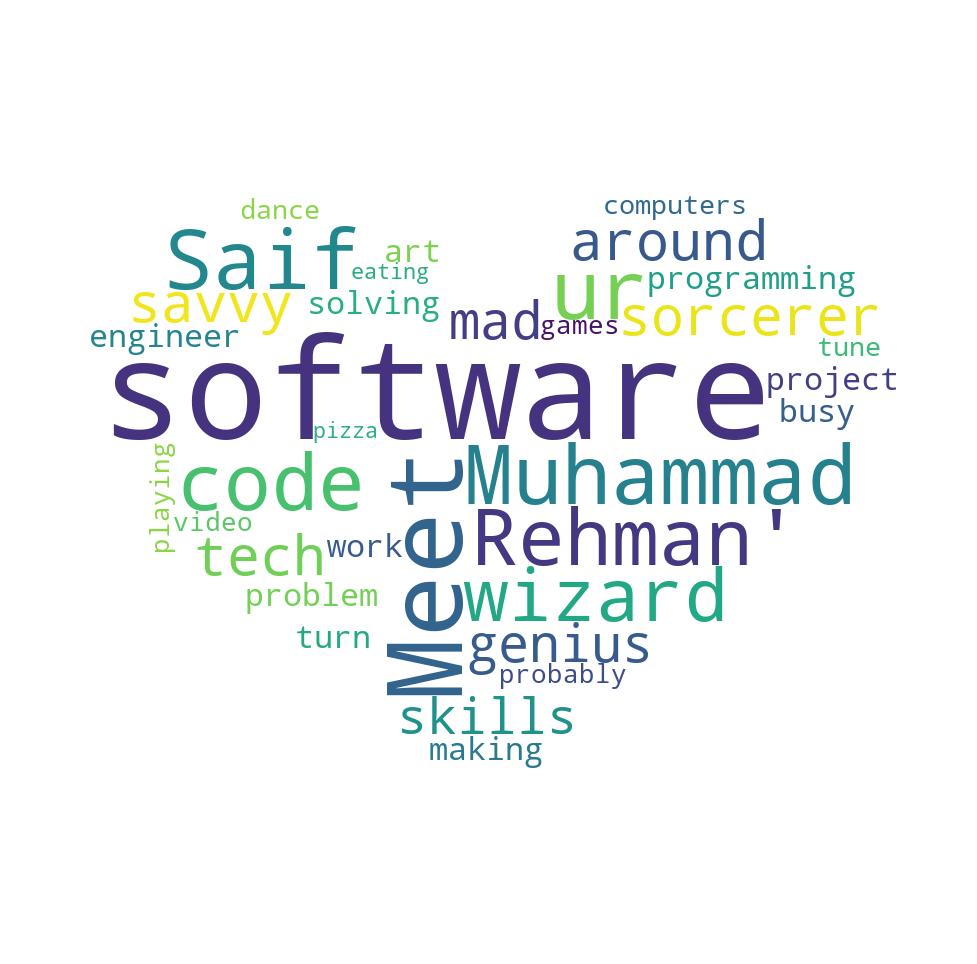 dance
computers
Saif
art
around
eating
ur
programming
savvy
solving
mad
games
sorcerer
engineer
tune
software
project
busy
pizza
playing
code
Meet
Muhammad
video
Rehman'
tech
work
problem
wizard
turn
genius
probably
skills
making